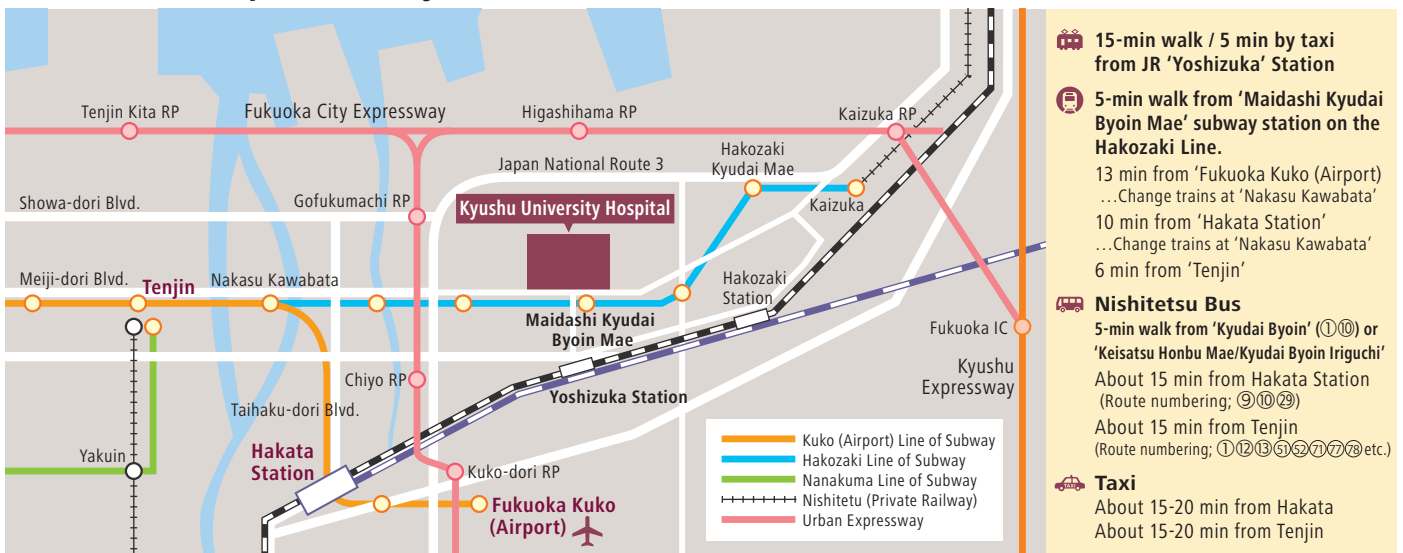 Tenjin Kita RP
Fukuoka City Expressway
Higashihama RP
Kaizuka RP
Hakozaki
Kyudai Mae
Japan National Route 3
Showa-dori Blvd.
Gofukumachi RP
Kyushu University Hospital
Kaizuka
Meiji-dori Blvd.
Tenjin
Nakasu Kawabata
Hakozaki
Station
Maidashi Kyudai
Byoin Mae
Fukuoka IC
Chiyo RP
Yoshizuka Station
Kyushu
Expressway
Taihaku-dori Blvd.
Yakuin
Hakata
Station
Kuko-dori RP
Fukuoka Kuko
(Airport)
Kuko (Airport) Line of Subway
Hakozaki Line of Subway
Nanakuma Line of Subway
Nishitetu (Private Railway)
Urban Expressway
15-min walk / 5 min by taxi
from JR 'Yoshizuka' Station
5-min walk from 'Maidashi Kyudai
Byoin Mae' subway station on the
Hakozaki Line.
13 min from 'Fukuoka Kuko (Airport)
…Change trains at 'Nakasu Kawabata'
10 min from 'Hakata Station'
…Change trains at 'Nakasu Kawabata'
6 min from 'Tenjin'
Nishitetsu Bus
5-min walk from 'Kyudai Byoin' (①⑩) or
'Keisatsu Honbu Mae/Kyudai Byoin Iriguchi'
About 15 min from Hakata Station
(Route numbering; ⑨⑩㉙)
About 15 min from Tenjin
(Route numbering; ①⑫⑬51 52 71 77 78 etc.)
TAXI
Taxi
About 15-20 min from Hakata
About 15-20 min from Tenjin